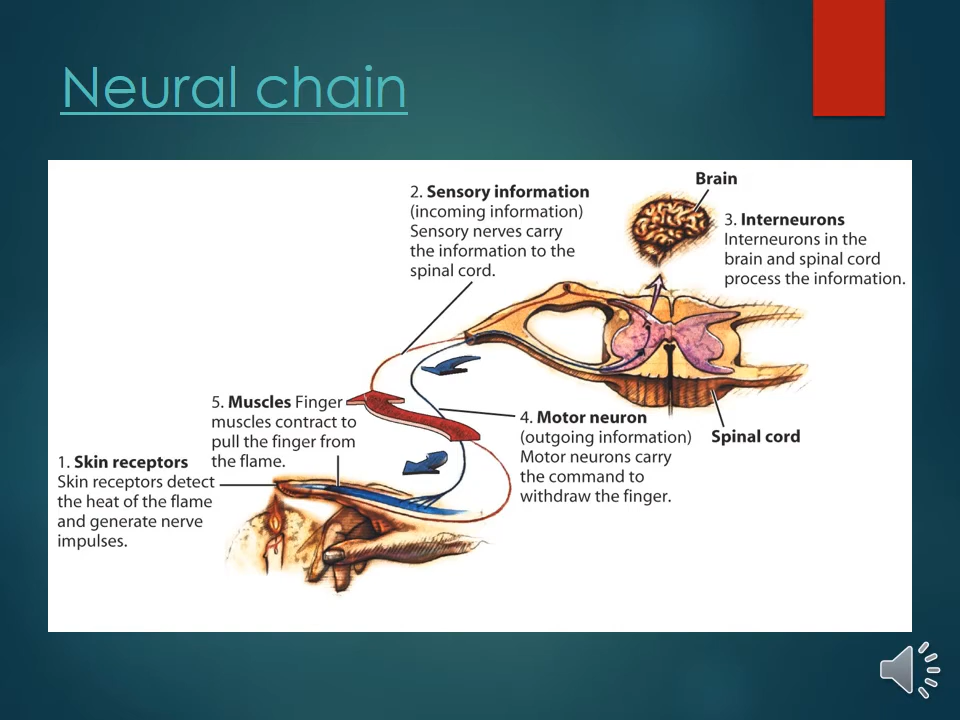 Neural chain
Brain
2. Sensory information
(incoming information)
Sensory nerves carry
the information to the
spinal cord.
3. Interneurons
Interneurons in the
brain and spinal cord
process the information.
5. Muscles Finger
muscles contract to
pull the finger from
the flame.
4. Motor neuron
(outgoing information)
Motor neurons carry
the command to
withdraw the finger.
Spinal cord
1. Skin receptors
Skin receptors detect
the heat of the flame
and generate nerve
impulses.